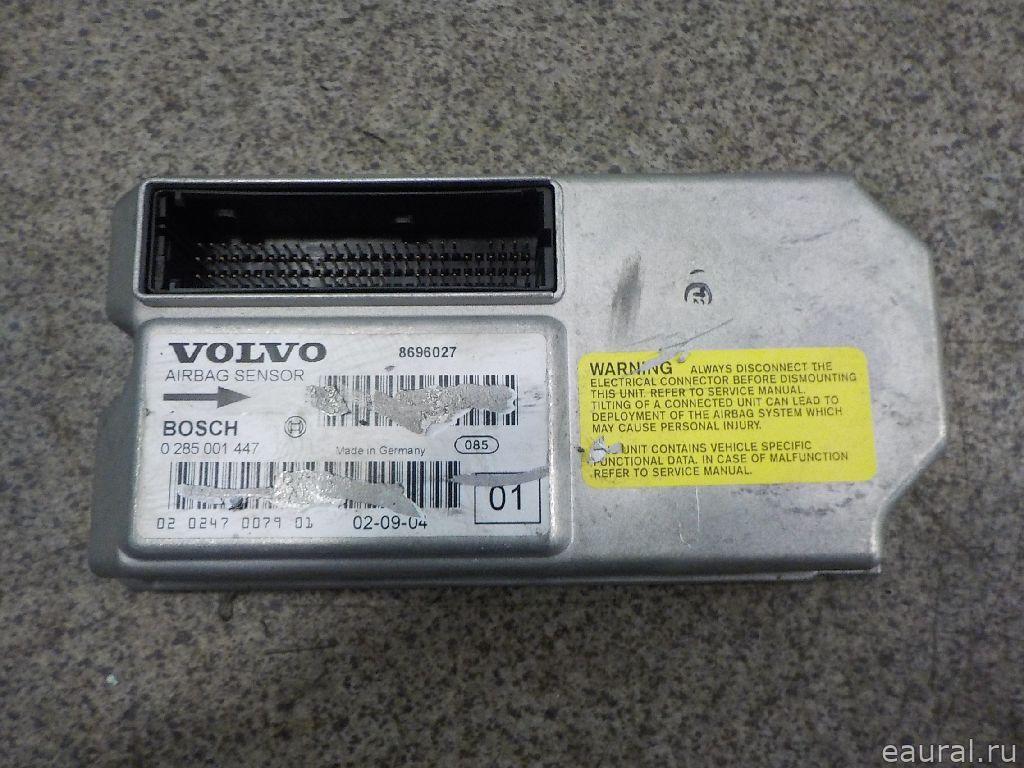 VOLVO 8696027
AIRBAG SENSOR
BOSCH
0 285 001 447 Made in Germany 085
01
02 0247 0079 01 02-09-04
WARNING ALWAYS DISCONNECT THE
ELECTRICAL CONNECTOR BEFORE DISMOUNTING
THIS UNIT. REFER TO SERVICE MANUAL.
TILTING OF A CONNECTED UNIT CAN LEAD TO
DEPLOYMENT OF THE AIRBAG SYSTEM WHICH
MAY CAUSE PERSONAL INJURY.
UNIT CONTAINS VEHICLE SPECIFIC
FUNCTIONAL DATA. IN CASE OF MALFUNCTION
REFER TO SERVICE MANUAL.
eaural.ru